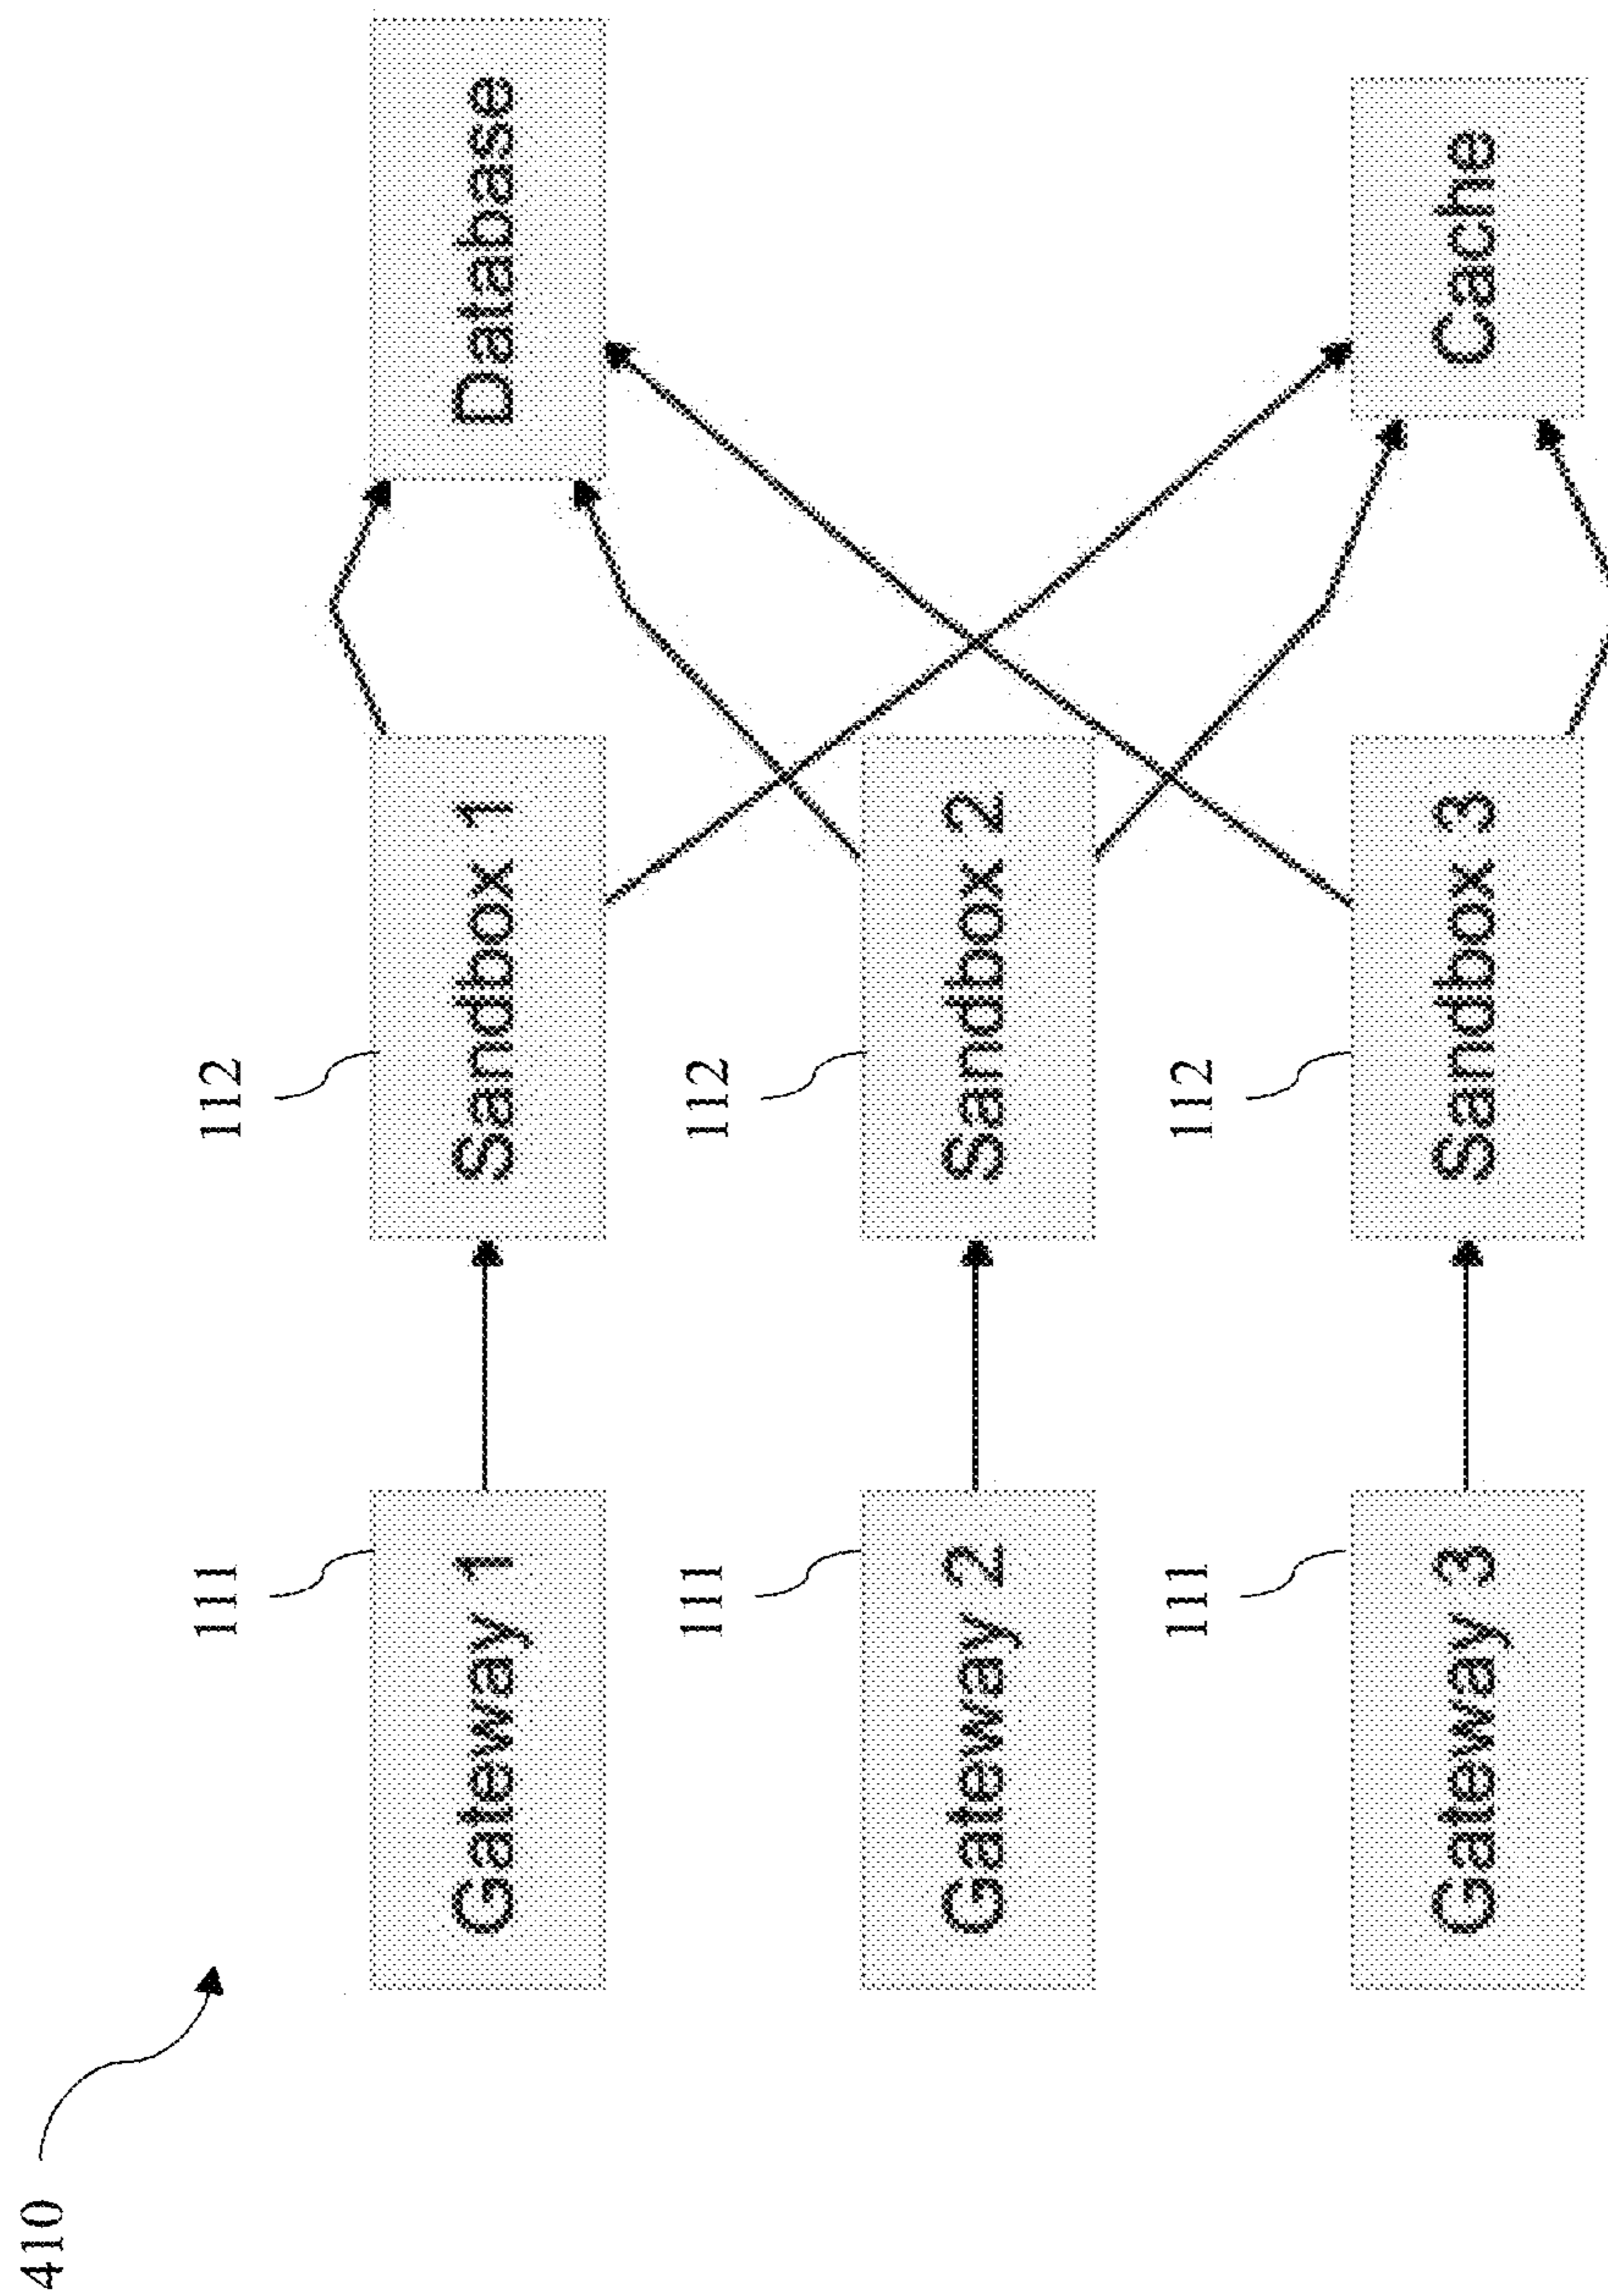 410
111
112
Gateway 1
Sandbox 1
Database
111
112
Gateway 2
Sandbox 2
111
112
Gateway 3
Sandbox 3
Cache